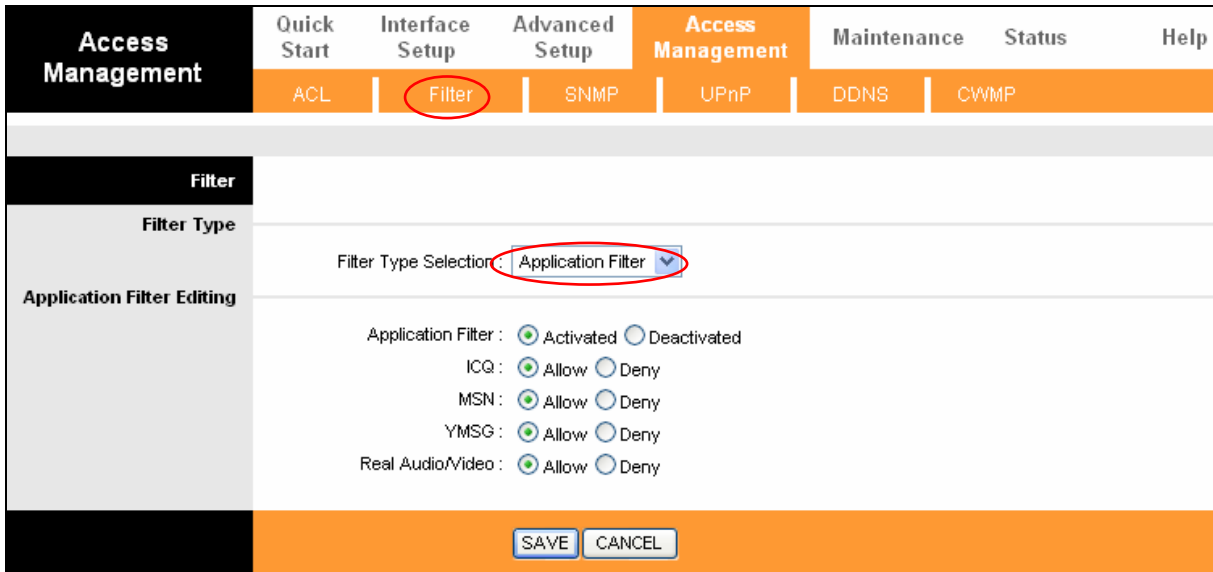 Access Management
Quick Start
Interface Setup
Advanced Setup
Access Management
Maintenance
Status
Help
ACL
Filter
SNMP
UPnP
DDNS
CWMP
Filter
Filter Type
Filter Type Selection : Application Filter
Application Filter Editing
Application Filter : Activated Deactivated
ICQ : Allow Deny
MSN : Allow Deny
YMSG : Allow Deny
Real Audio/Video : Allow Deny
SAVE CANCEL